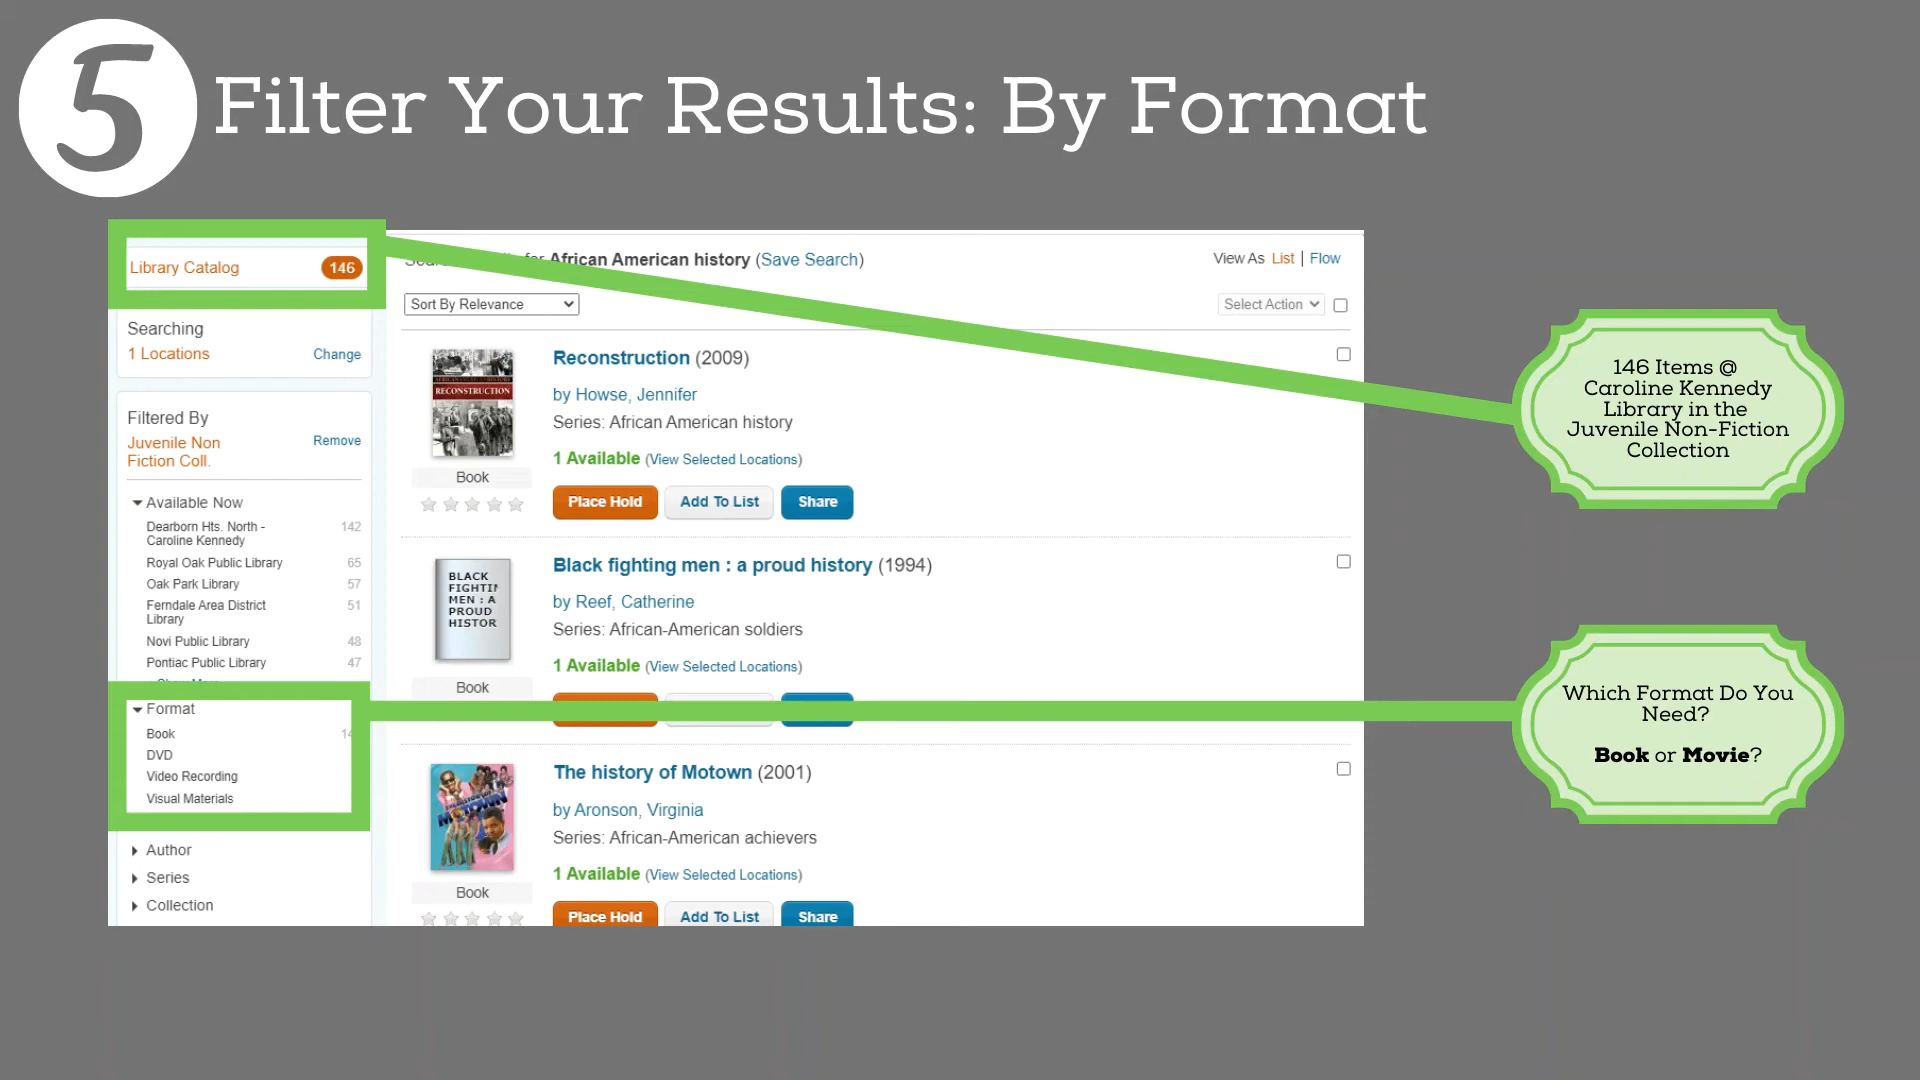 5
Filter Your Results: By Format
Library Catalog 146
Searching
1 Locations Change
Filtered By
Juvenile Non Remove
Fiction Coll.
Available Now
Dearborn Hts. North - 142
Caroline Kennedy
Royal Oak Public Library 65
Oak Park Library 57
Ferndale Area District 51
Library
Novi Public Library 48
Pontiac Public Library 47
Format
Book
DVD
Video Recording
Visual Materials
Author
Series
Collection
for African American history (Save Search)
View As List | Flow
Sort By Relevance
Select Action
RECONSTRUCTION
Book
Reconstruction (2009)
by Howse, Jennifer
Series: African American history
1 Available (View Selected Locations)
Place Hold Add To List Share
BLACK
FIGHTIN
MEN : A
PROUD
HISTOR
Book
Black fighting men : a proud history (1994)
by Reef, Catherine
Series: African-American soldiers
1 Available (View Selected Locations)
MOTOWN
Book
The history of Motown (2001)
by Aronson, Virginia
Series: African-American achievers
1 Available (View Selected Locations)
Place Hold Add To List Share
146 Items @
Caroline Kennedy
Library in the
Juvenile Non-Fiction
Collection
Which Format Do You
Need?
Book or Movie?